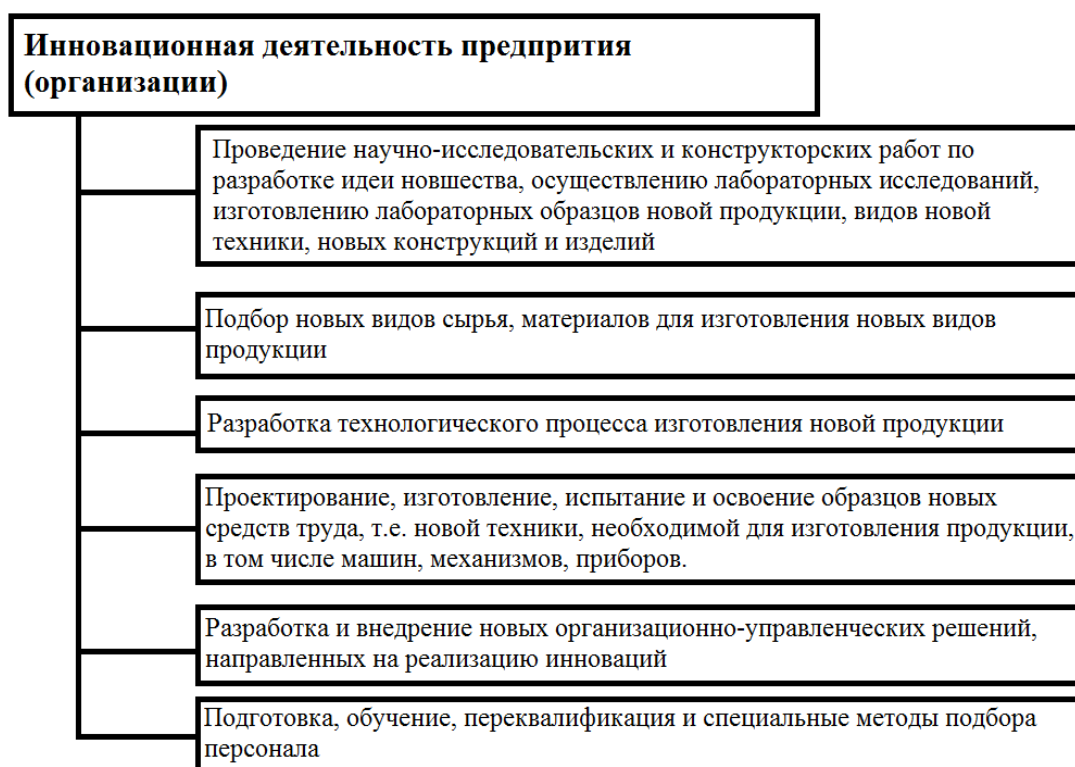 Инновационная деятельность предпрития
(организации)
Проведение научно-исследовательских и конструкторских работ по
разработке идеи новшества, осуществлению лабораторных исследований,
изготовлению лабораторных образцов новой продукции, видов новой
техники, новых конструкций и изделий
Подбор новых видов сырья, материалов для изготовления новых видов
продукции
Разработка технологического процесса изготовления новой продукции
Проектирование, изготовление, испытание и освоение образцов новых
средств труда, т.е. новой техники, необходимой для изготовления продукции,
в том числе машин, механизмов, приборов.
Разработка и внедрение новых организационно-управленческих решений,
направленных на реализацию инноваций
Подготовка, обучение, переквалификация и специальные методы подбора
персонала